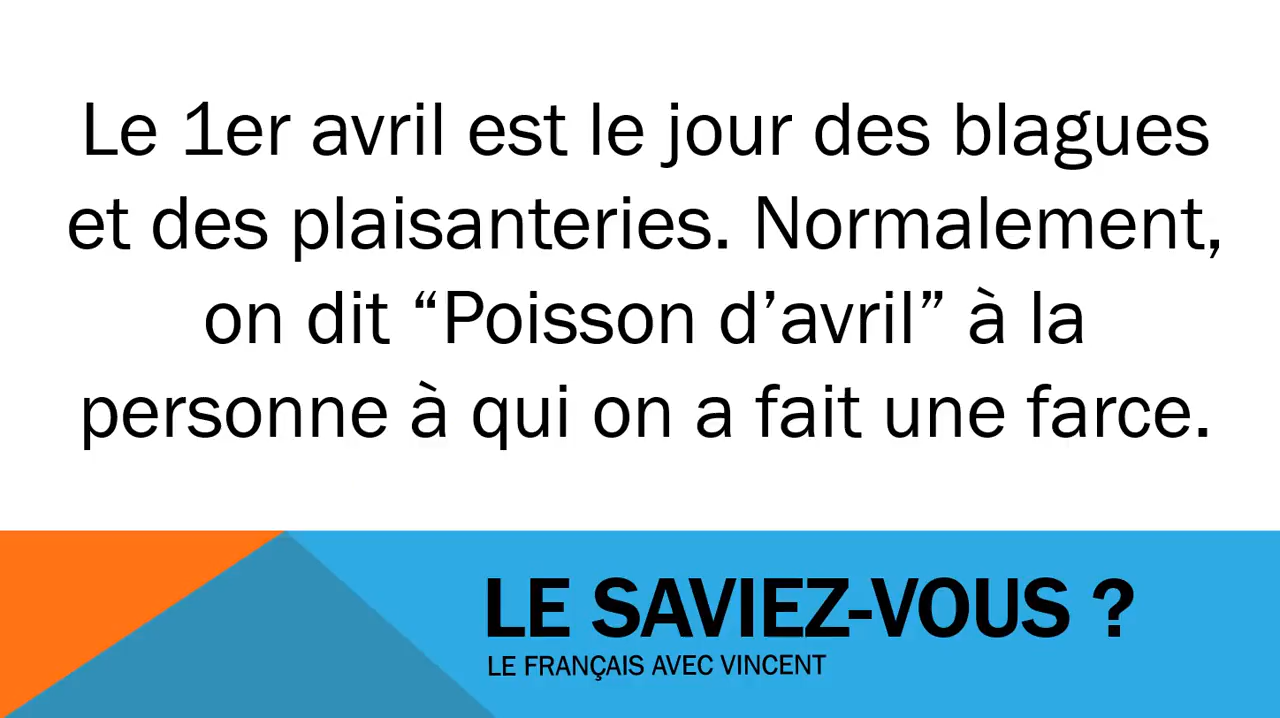 Le 1er avril est le jour des blagues
et des plaisanteries. Normalement,
on dit “Poisson d’avril” à la
personne à qui on a fait une farce.
LE SAVIEZ-VOUS ?
LE FRANÇAIS AVEC VINCENT